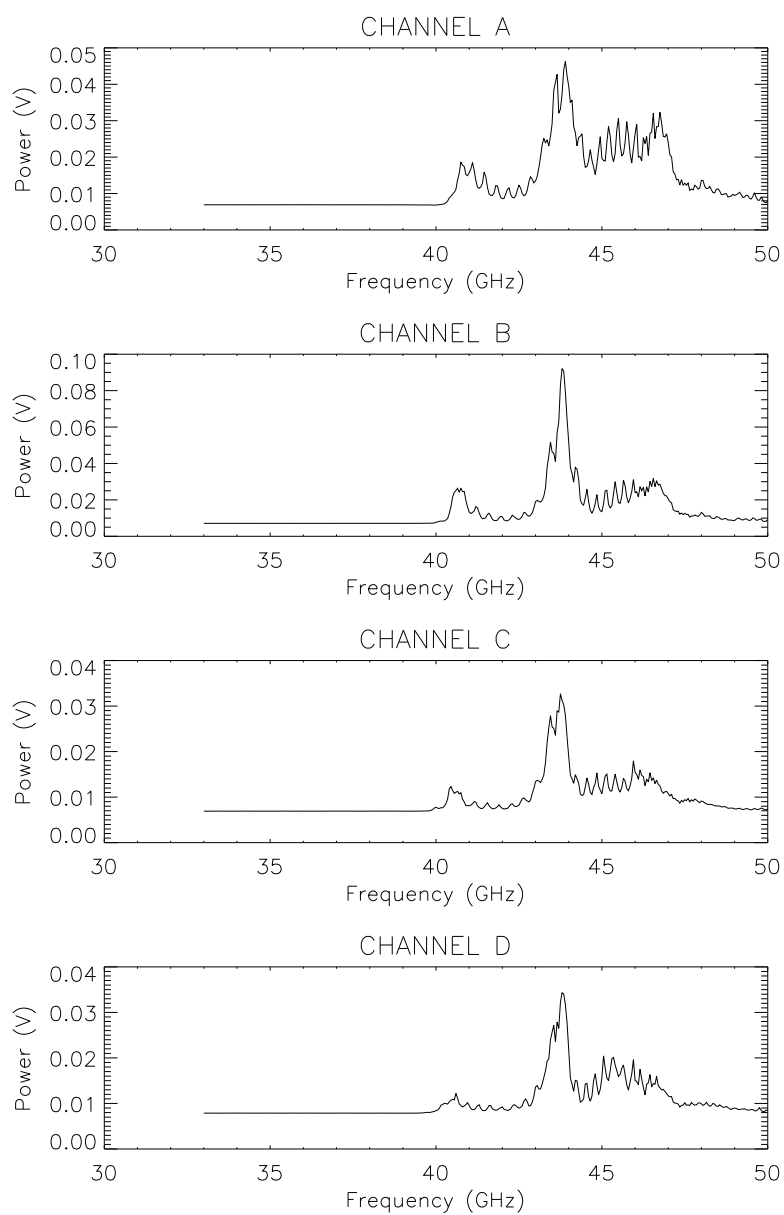 CHANNEL A
0.05
0.04
0.03
0.02
0.01
0.00
Power (V)
30 35 40 45 50
Frequency (GHz)
CHANNEL B
0.10
0.08
0.06
0.04
0.02
0.00
Power (V)
30 35 40 45 50
Frequency (GHz)
CHANNEL C
0.04
0.03
0.02
0.01
0.00
Power (V)
30 35 40 45 50
Frequency (GHz)
CHANNEL D
0.04
0.03
0.02
0.01
0.00
Power (V)
30 35 40 45 50
Frequency (GHz)